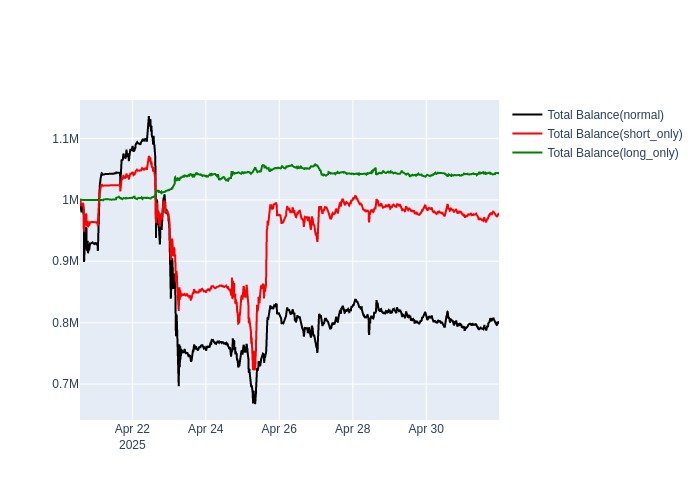 1.1M
1M
0.9M
0.8M
0.7M
Apr 22
2025
Apr 24
Apr 26
Apr 28
Apr 30
Total Balance(normal)
Total Balance(short_only)
Total Balance(long_only)